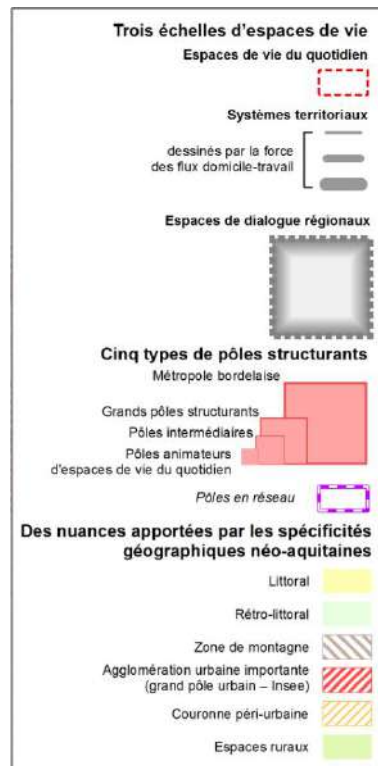 Trois échelles d'espaces de vie
Espaces de vie du quotidien
Systèmes territoriaux
dessinés par la force
des flux domicile-travail
Espaces de dialogue régionaux
Cinq types de pôles structurants
Métropole bordelaise
Grands pôles structurants
Pôles intermédiaires
Pôles animateurs
d'espaces de vie du quotidien
Pôles en réseau
Des nuances apportées par les spécificités
géographiques néo-aquitaines
Littoral
Rétro-littoral
Zone de montagne
Agglomération urbaine importante
(grand pôle urbain – Insee)
Couronne péri-urbaine
Espaces ruraux